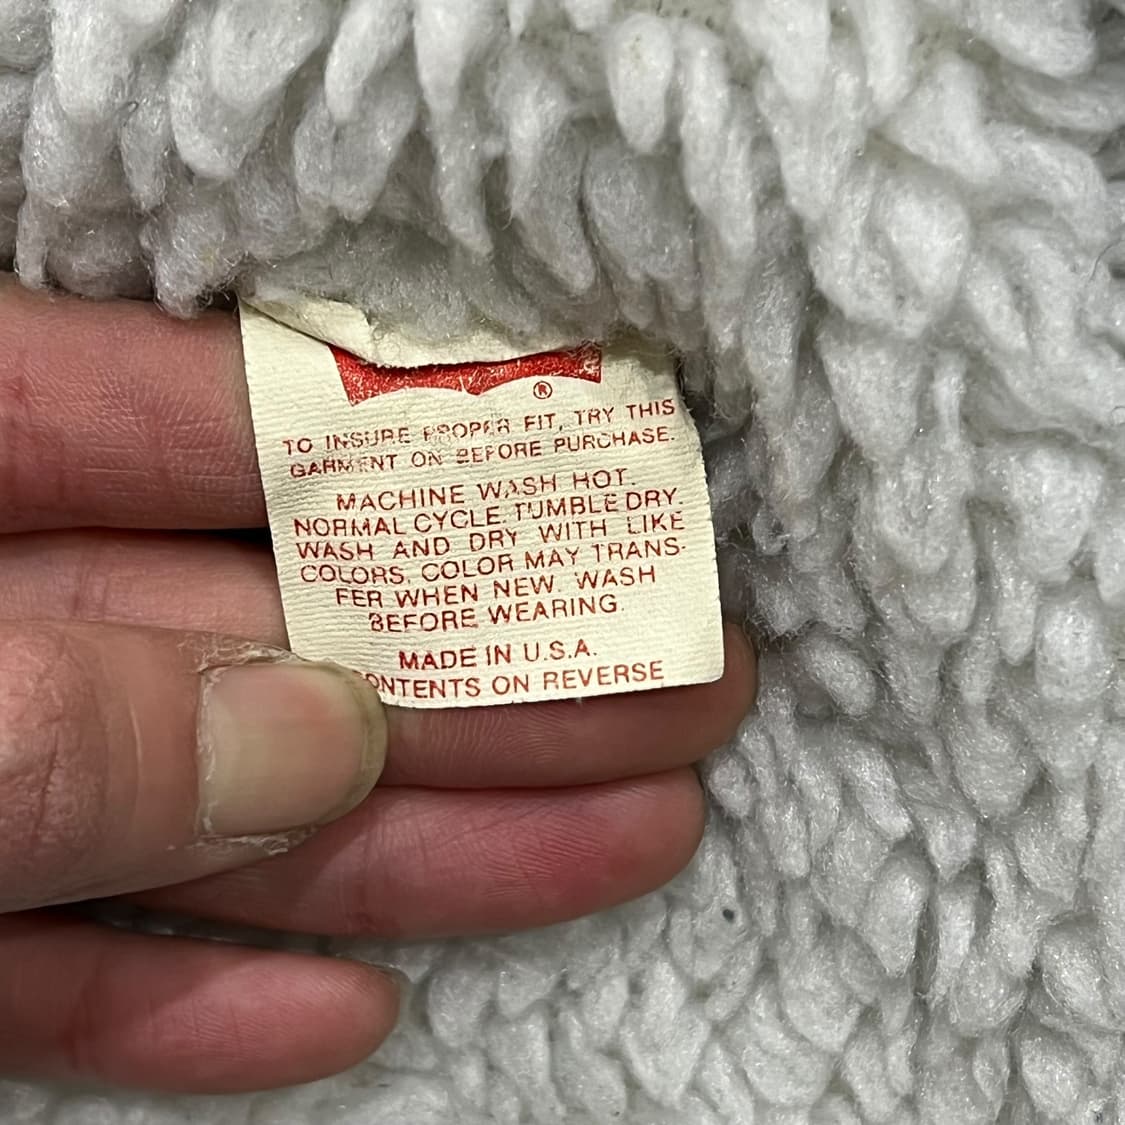 ®
TO INSURE PROPER FIT, TRY THIS
GARMENT ON BEFORE PURCHASE.
MACHINE WASH HOT.
NORMAL CYCLE. TUMBLE DRY.
WASH AND DRY WITH LIKE
COLORS. COLOR MAY TRANS-
FER WHEN NEW. WASH
BEFORE WEARING.
MADE IN U.S.A.
ONTENTS ON REVERSE